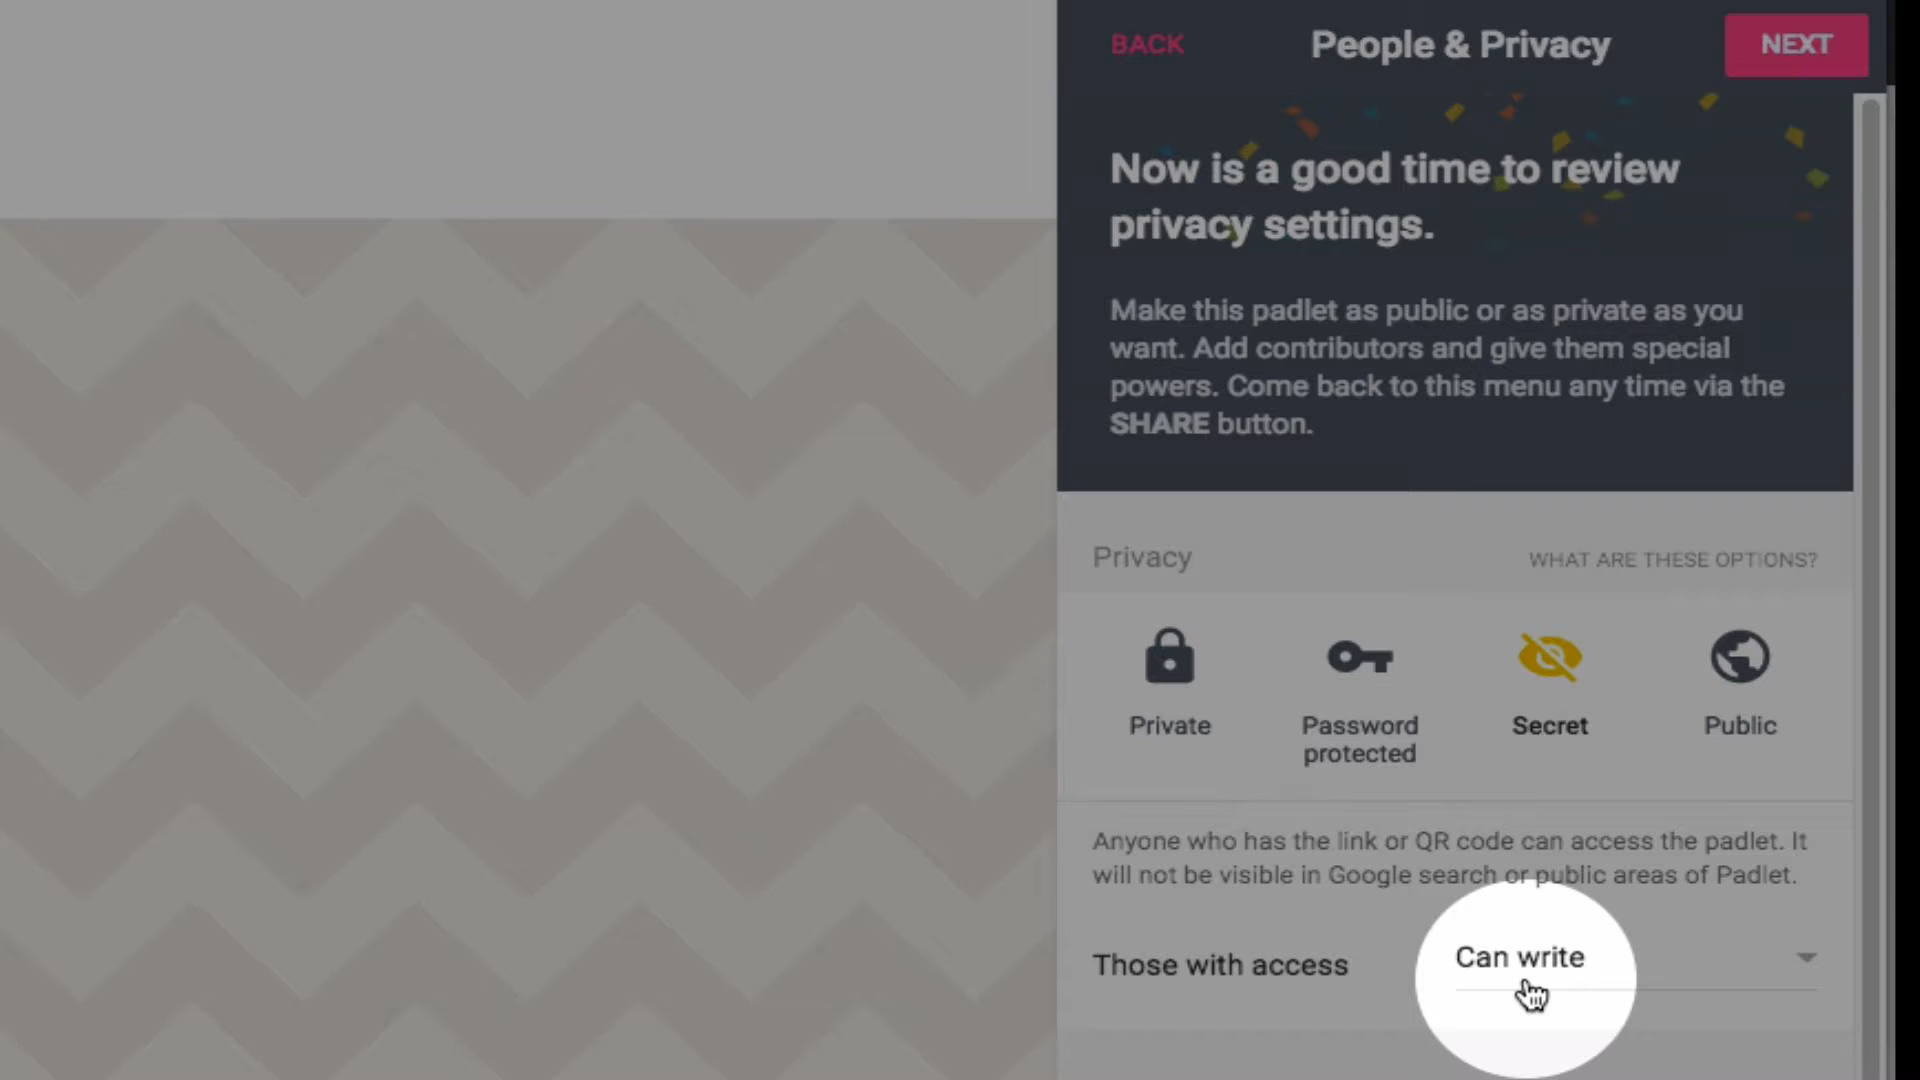 BACK People & Privacy NEXT
Now is a good time to review
privacy settings.
Make this padlet as public or as private as you
want. Add contributors and give them special
powers. Come back to this menu any time via the
SHARE button.
Privacy WHAT ARE THESE OPTIONS?
Private Password protected Secret Public
Anyone who has the link or QR code can access the padlet. It
will not be visible in Google search or public areas of Padlet.
Those with access Can write